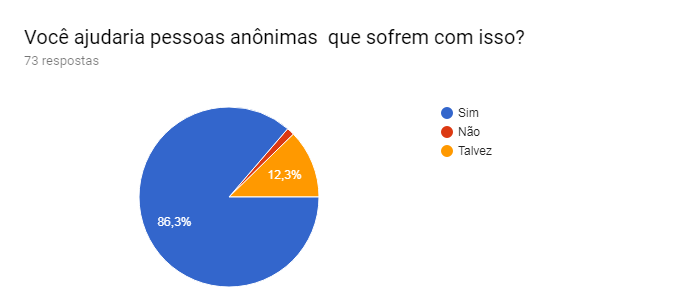 Você ajudaria pessoas anônimas  que sofrem com isso?
73 respostas
Sim
Não
Talvez
12,3%
86,3%